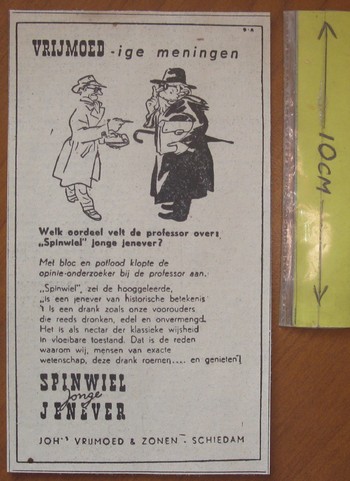 VRIJMOED -ige meningen
Welk oordeel velt de professor over:
„Spinwiel" jonge jenever?
Met bloc en potlood klopte de
opinie-onderzoeker bij de professor aan.
„Spinwiel", zei de hooggeleerde,
„is een jenever van historische betekenis
't Is een drank zoals onze voorouders
die reeds dronken, edel en onvermengd.
Het is als nectar der klassieke wijsheid
in vloeibare toestand. Dat is de reden
waarom wij, mensen van exacte
wetenschap, deze drank roemen.... en genieten"!
SPINWIEL
jonge
JENEVER
JOHs VRIJMOED & ZONEN - SCHIEDAM
10CM